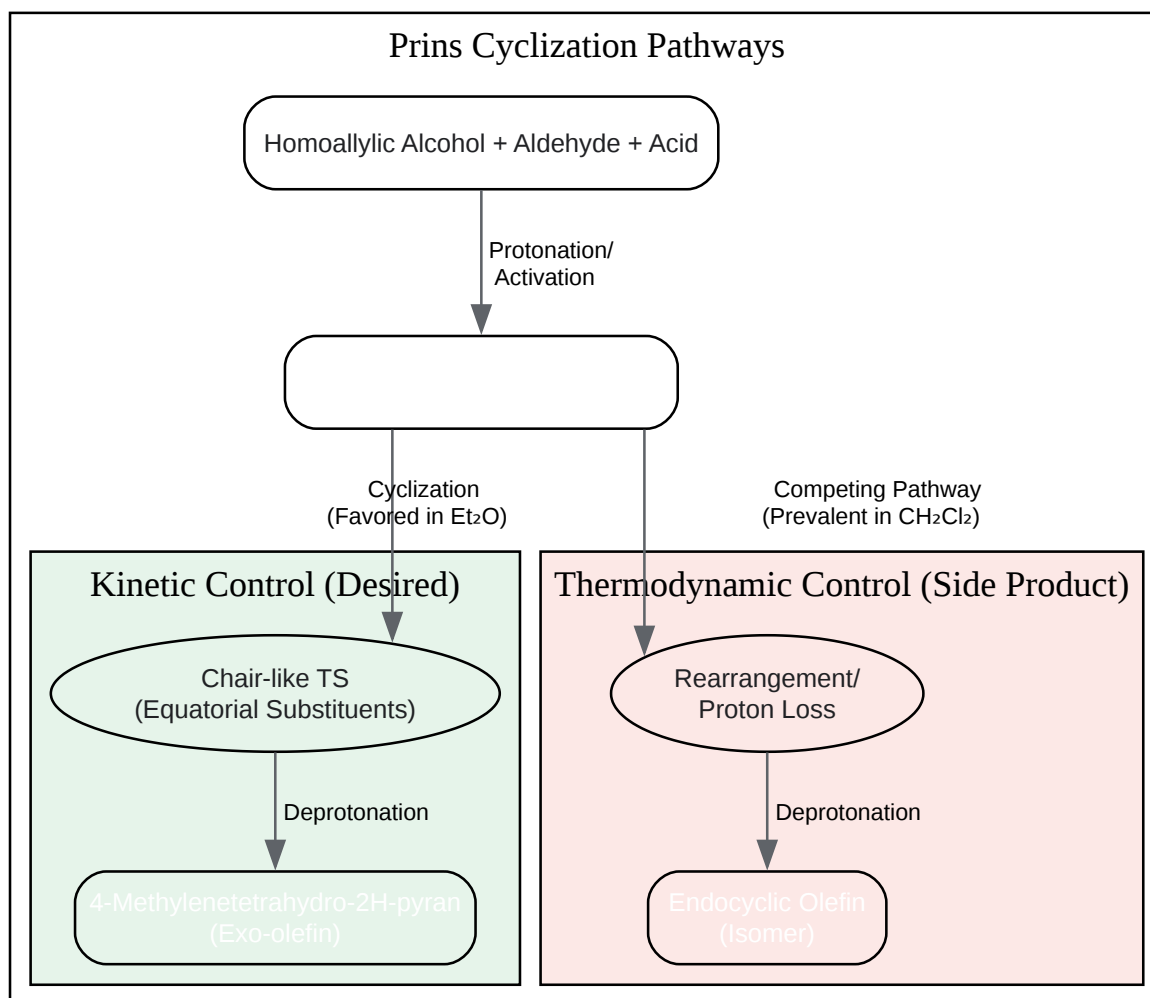 Prins Cyclization Pathways
Homoallylic Alcohol + Aldehyde + Acid
Protonation/
Activation
Cyclization
(Favored in Et₂O)
Competing Pathway
(Prevalent in CH₂Cl₂)
Kinetic Control (Desired)
Thermodynamic Control (Side Product)
Chair-like TS
(Equatorial Substituents)
Rearrangement/
Proton Loss
Deprotonation
Deprotonation
4-Methylenetetrahydro-2H-pyran
(Exo-olefin)
Endocyclic Olefin
(Isomer)